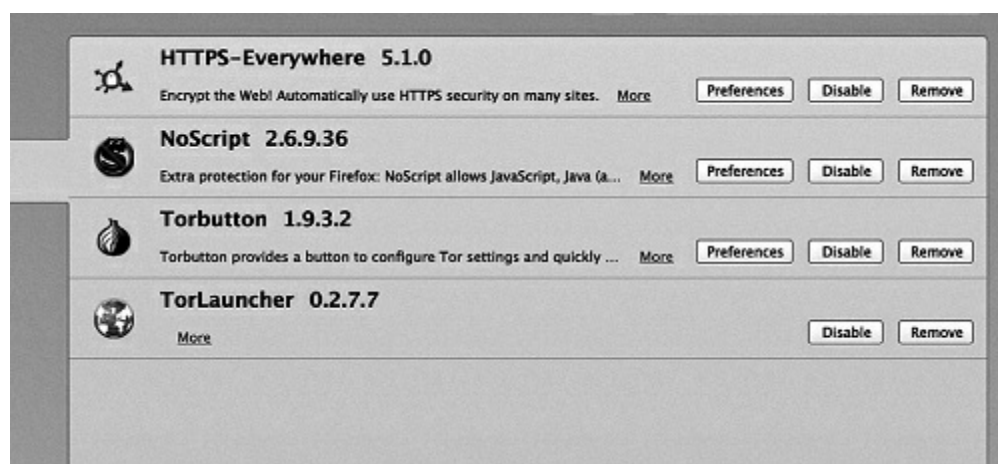 HTTPS-Everywhere 5.1.0
Encrypt the Web! Automatically use HTTPS security on many sites. More Preferences Disable Remove
NoScript 2.6.9.36
Extra protection for your Firefox: NoScript allows JavaScript, Java (a... More Preferences Disable Remove
Torbutton 1.9.3.2
Torbutton provides a button to configure Tor settings and quickly ... More Preferences Disable Remove
TorLauncher 0.2.7.7
More Disable Remove